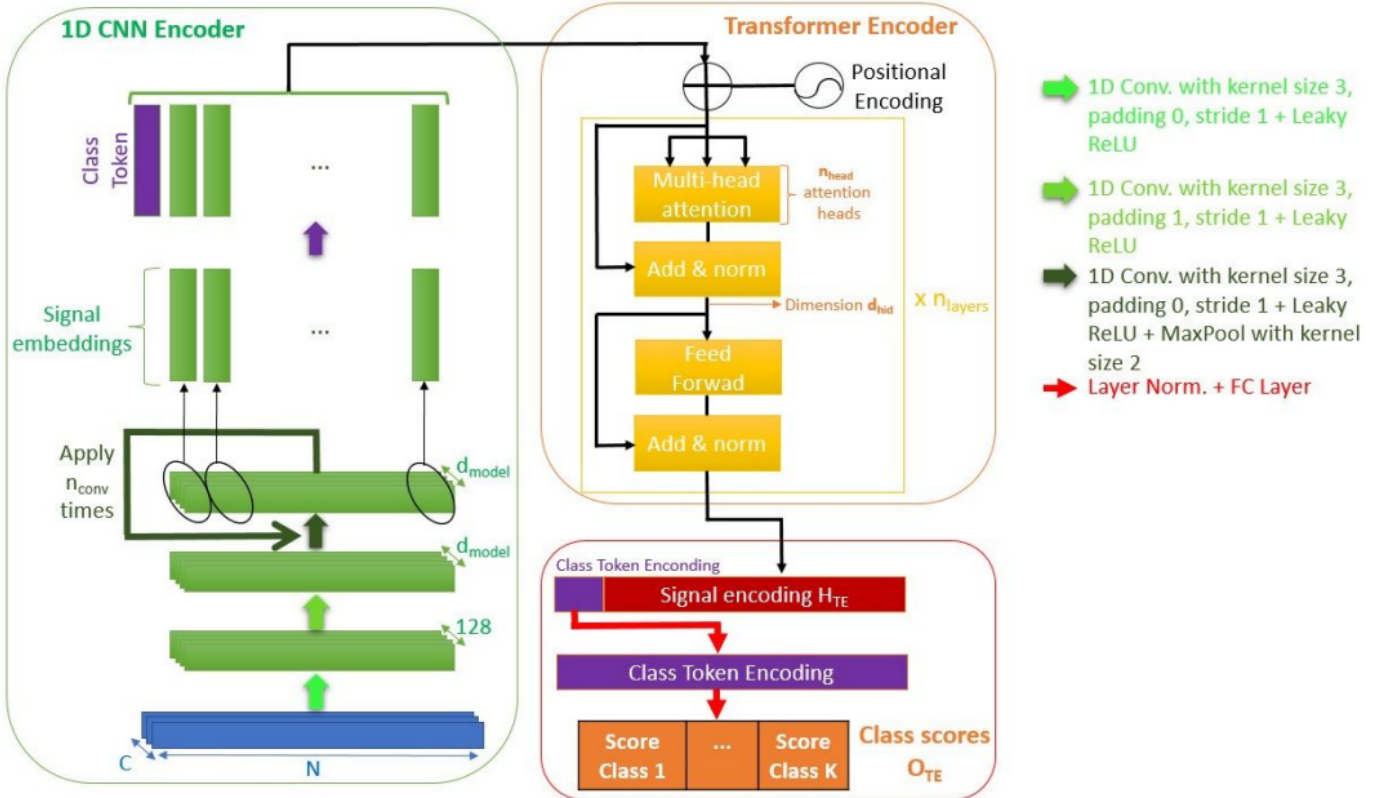 1D CNN Encoder
Class
Token
...
Signal
embeddings
...
Apply
n_conv
times
d_model
d_model
128
C
N
Transformer Encoder
Positional
Encoding
Multi-head
attention
n_head
attention
heads
Add & norm
Dimension d_hid
x n_layers
Feed
Forwad
Add & norm
Class Token Enconding
Signal encoding H_TE
Class Token Encoding
Score
Class 1
...
Score
Class K
Class scores
O_TE
1D Conv. with kernel size 3,
padding 0, stride 1 + Leaky
ReLU
1D Conv. with kernel size 3,
padding 1, stride 1 + Leaky
ReLU
1D Conv. with kernel size 3,
padding 0, stride 1 + Leaky
ReLU + MaxPool with kernel
size 2
Layer Norm. + FC Layer